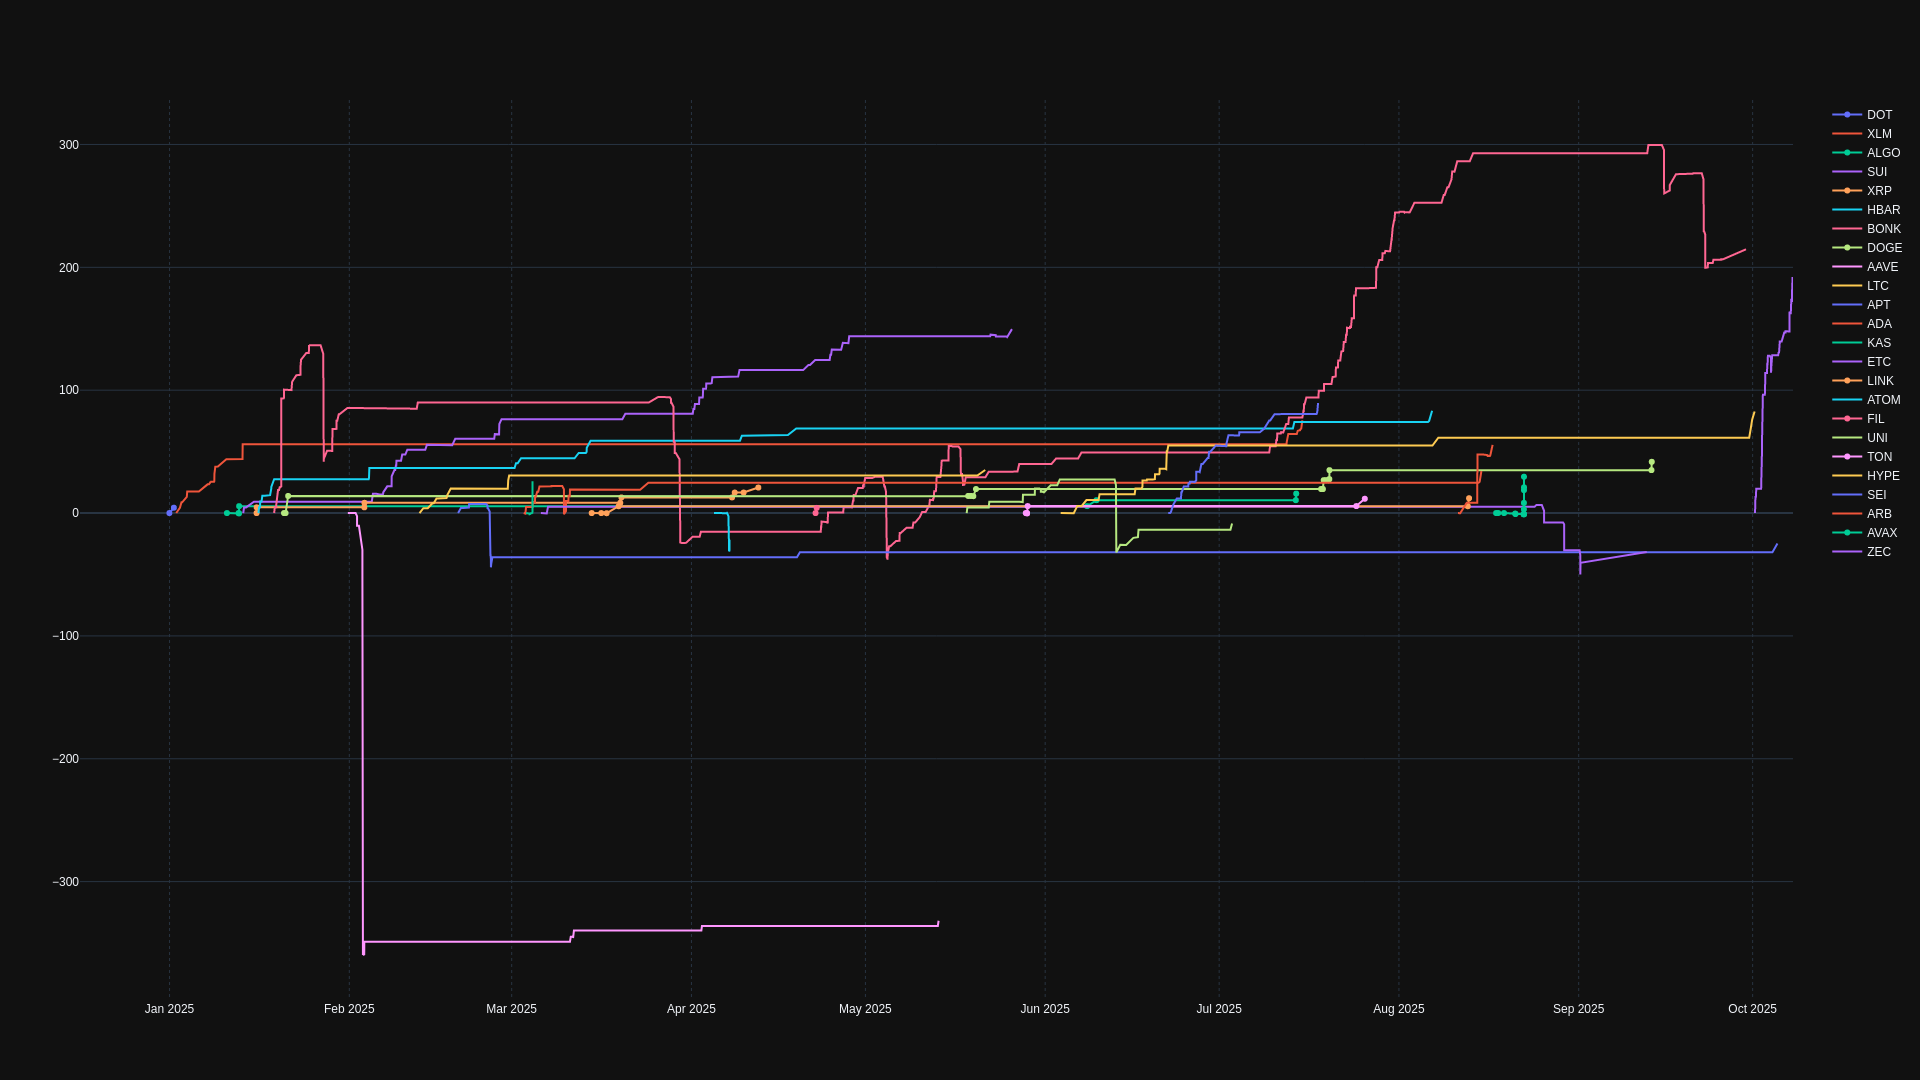 300
200
100
0
−100
−200
−300
Jan 2025
Feb 2025
Mar 2025
Apr 2025
May 2025
Jun 2025
Jul 2025
Aug 2025
Sep 2025
Oct 2025
DOT
XLM
ALGO
SUI
XRP
HBAR
BONK
DOGE
AAVE
LTC
APT
ADA
KAS
ETC
LINK
ATOM
FIL
UNI
TON
HYPE
SEI
ARB
AVAX
ZEC